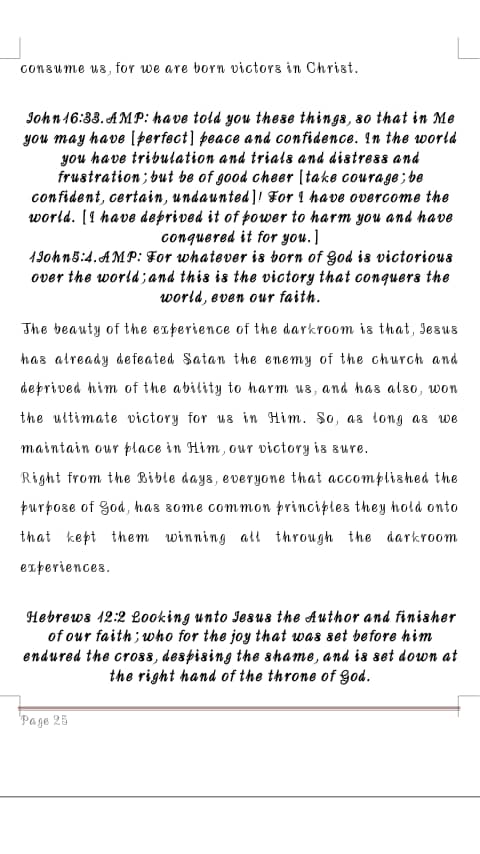 consume us, for we are born victors in Christ.
John16:33.AMP: have told you these things, so that in Me
you may have [perfect] peace and confidence. In the world
you have tribulation and trials and distress and
frustration;but be of good cheer [take courage;be
confident, certain, undaunted]! For I have overcome the
world. [I have deprived it of power to harm you and have
conquered it for you.]
1John5:4.AMP: For whatever is born of God is victorious
over the world;and this is the victory that conquers the
world, even our faith.
The beauty of the experience of the darkroom is that, Jesus
has already defeated Satan the enemy of the church and
deprived him of the ability to harm us, and has also, won
the ultimate victory for us in Him. So, as long as we
maintain our place in Him, our victory is sure.
Right from the Bible days, everyone that accomplished the
purpose of God, has some common principles they hold onto
that kept them winning all through the darkroom
experiences.
Hebrews 12:2 Looking unto Jesus the Author and finisher
of our faith;who for the joy that was set before him
endured the cross, despising the shame, and is set down at
the right hand of the throne of God.
Page 25